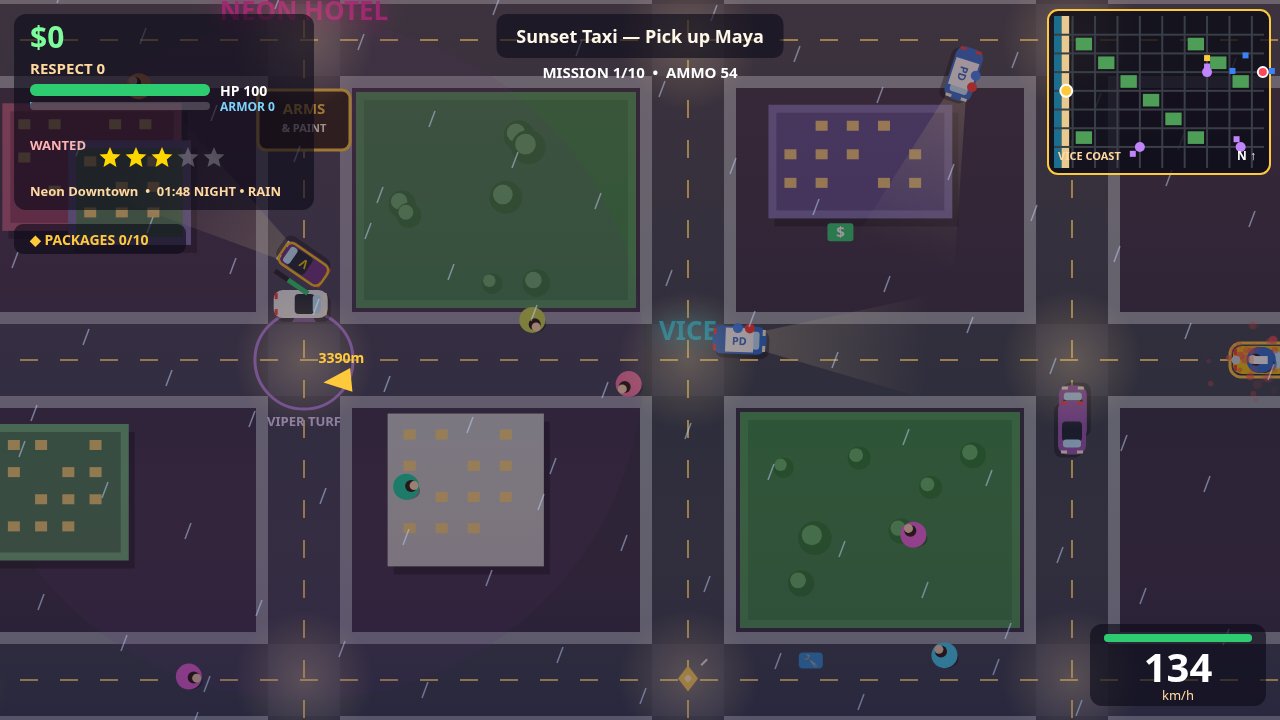 NEON HOTEL
$0
RESPECT 0
HP 100
ARMOR 0
WANTED
Neon Downtown • 01:48 NIGHT • RAIN
◆ PACKAGES 0/10
ARMS
& PAINT
Sunset Taxi — Pick up Maya
MISSION 1/10 • AMMO 54
VICE COAST
N ↑
PD
$
V
VICE
PD
3390m
VIPER TURF
134
km/h